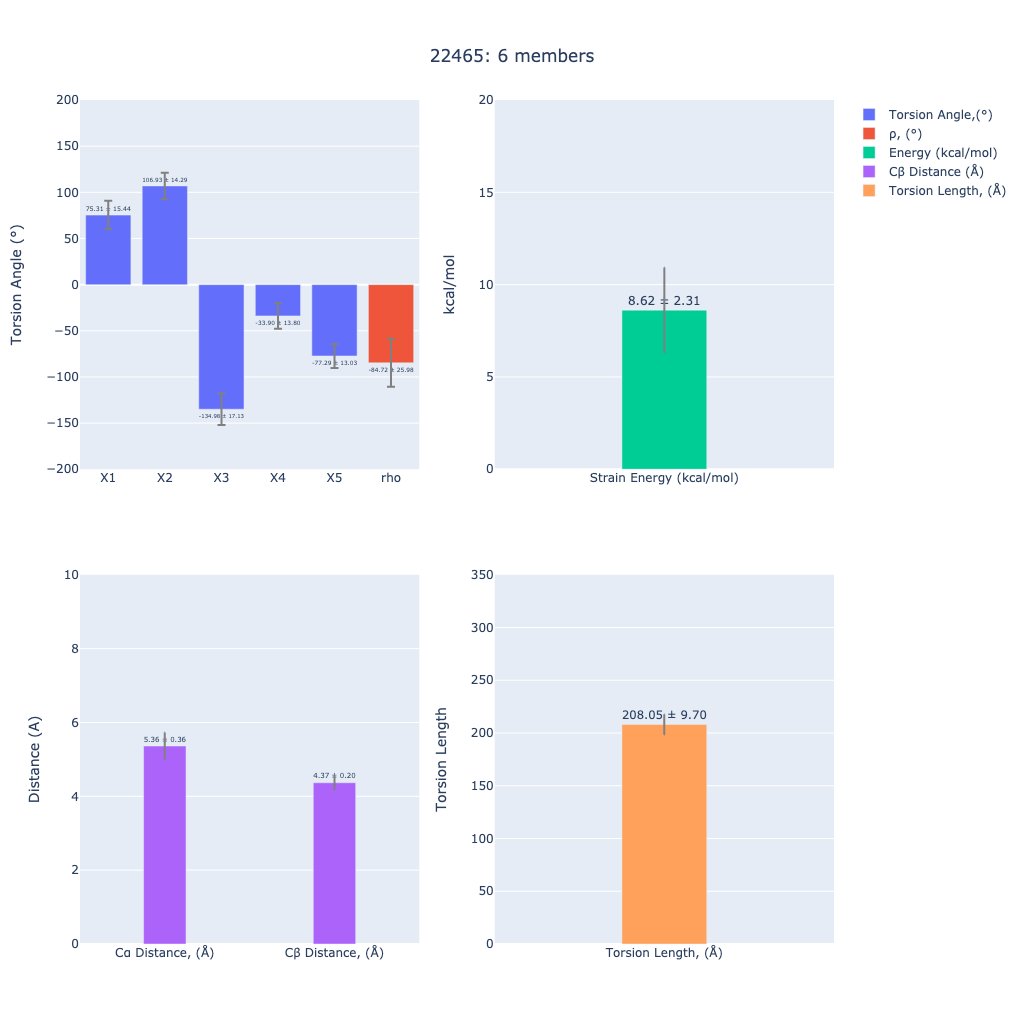 22465: 6 members
Torsion Angle (°)
200
150
100
50
0
−50
−100
−150
−200
75.31 ± 15.44
106.93 ± 14.29
-134.98 ± 17.13
-33.90 ± 13.80
-77.29 ± 13.03
-84.72 ± 25.98
X1 X2 X3 X4 X5 rho
kcal/mol
20
15
10
5
0
8.62 ± 2.31
Strain Energy (kcal/mol)
Torsion Angle,(°)
ρ, (°)
Energy (kcal/mol)
Cβ Distance (Å)
Torsion Length, (Å)
Distance (A)
10
8
6
4
2
0
5.36 ± 0.36
4.37 ± 0.20
Cα Distance, (Å) Cβ Distance, (Å)
Torsion Length
350
300
250
200
150
100
50
0
208.05 ± 9.70
Torsion Length, (Å)